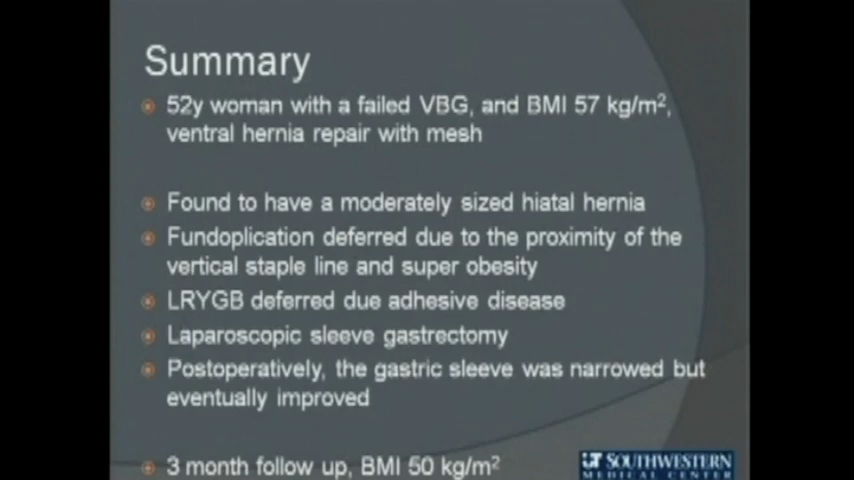 Summary
52y woman with a failed VBG, and BMI 57 kg/m²,
ventral hernia repair with mesh
Found to have a moderately sized hiatal hernia
Fundoplication deferred due to the proximity of the
vertical staple line and super obesity
LRYGB deferred due adhesive disease
Laparoscopic sleeve gastrectomy
Postoperatively, the gastric sleeve was narrowed but
eventually improved
3 month follow up, BMI 50 kg/m²
UT SOUTHWESTERN
MEDICAL CENTER